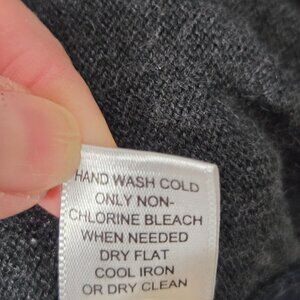 HAND WASH COLD
ONLY NON-
CHLORINE BLEACH
WHEN NEEDED
DRY FLAT
COOL IRON
OR DRY CLEAN